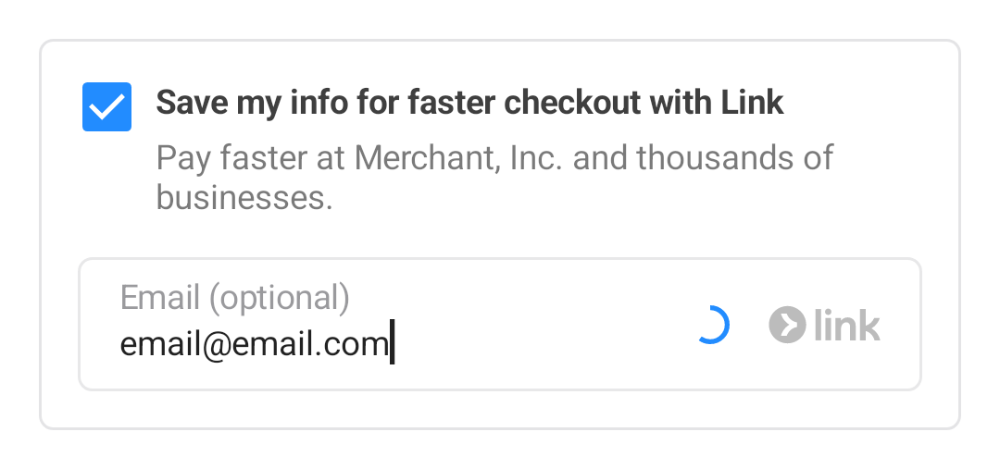 Save my info for faster checkout with Link
Pay faster at Merchant, Inc. and thousands of
businesses.
Email (optional)
email@email.com
link